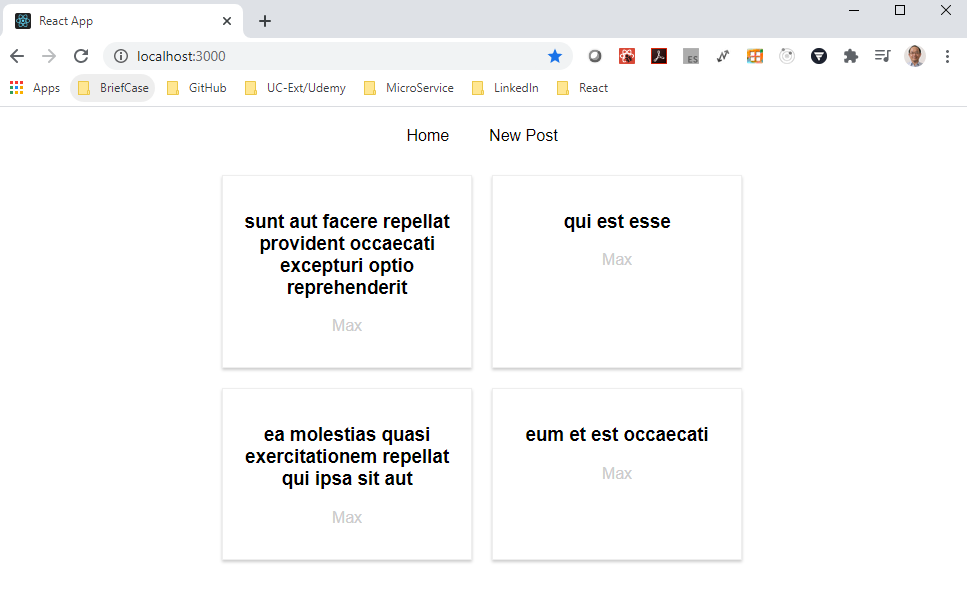 React App
localhost:3000
ES
Apps BriefCase GitHub UC-Ext/Udemy MicroService LinkedIn React
Home New Post
sunt aut facere repellat
provident occaecati
excepturi optio
reprehenderit
Max
qui est esse
Max
ea molestias quasi
exercitationem repellat
qui ipsa sit aut
Max
eum et est occaecati
Max